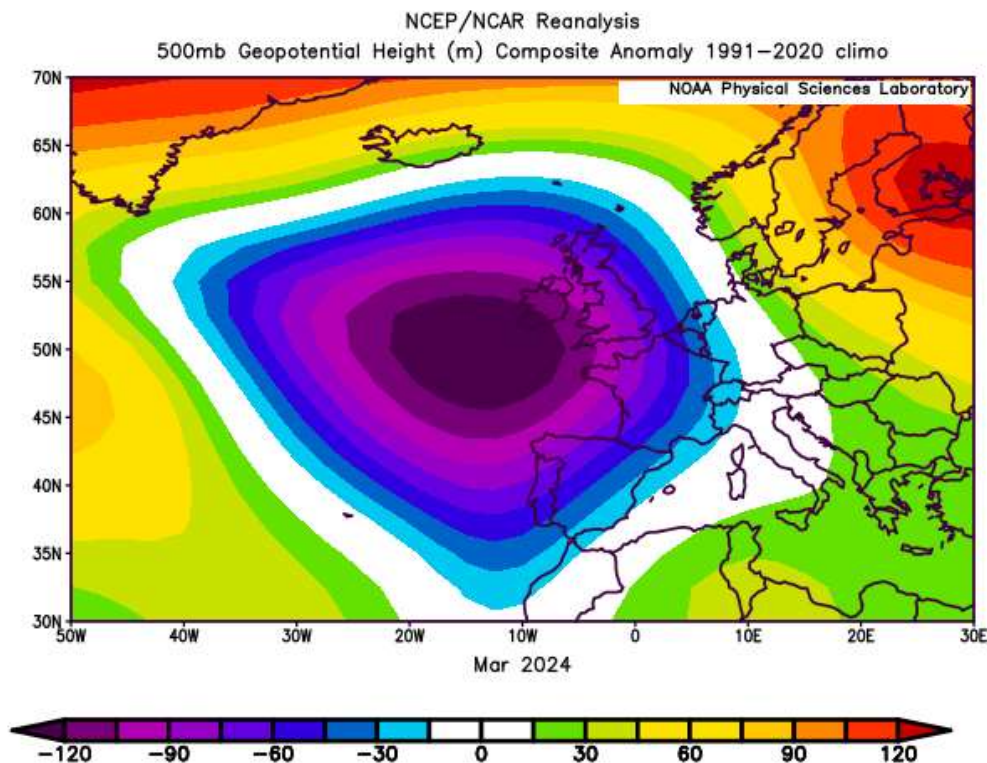 NCEP/NCAR Reanalysis
500mb Geopotential Height (m) Composite Anomaly 1991−2020 climo
NOAA Physical Sciences Laboratory
70N
65N
60N
55N
50N
45N
40N
35N
30N
50W 40W 30W 20W 10W 0 10E 20E 30E
Mar 2024
−120 −90 −60 −30 0 30 60 90 120